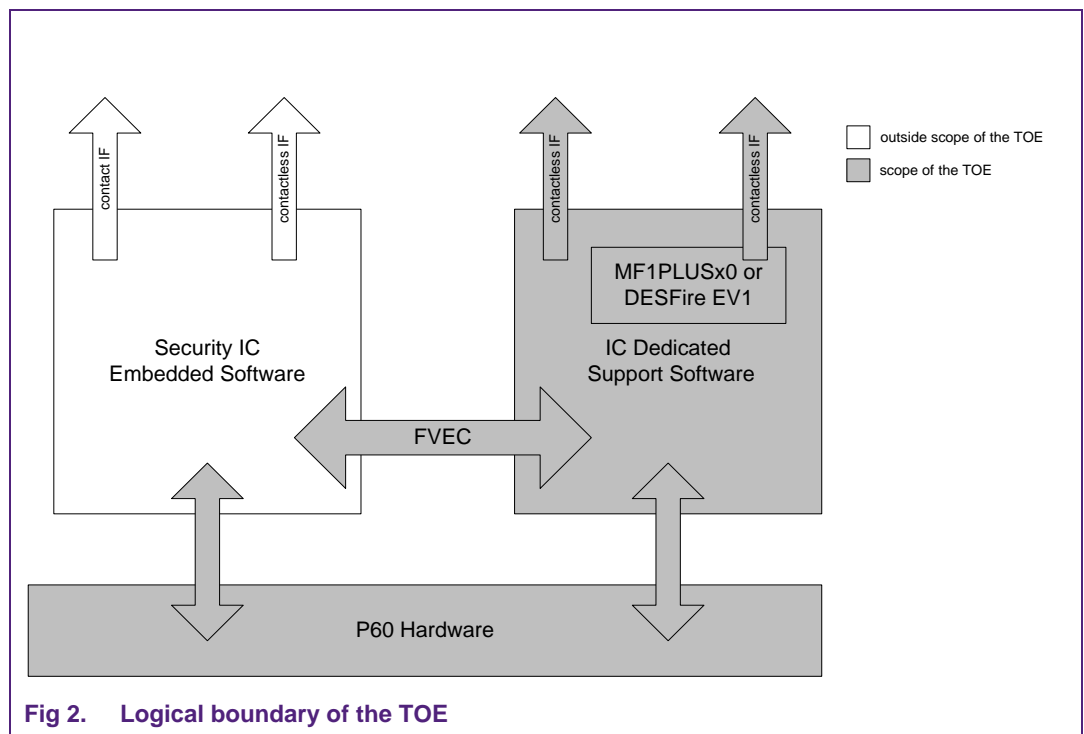 contact IF
contactless IF
contactless IF
contactless IF
outside scope of the TOE
scope of the TOE
MF1PLUSx0 or
DESFire EV1
Security IC
Embedded Software
IC Dedicated
Support Software
FVEC
P60 Hardware
Fig 2. Logical boundary of the TOE